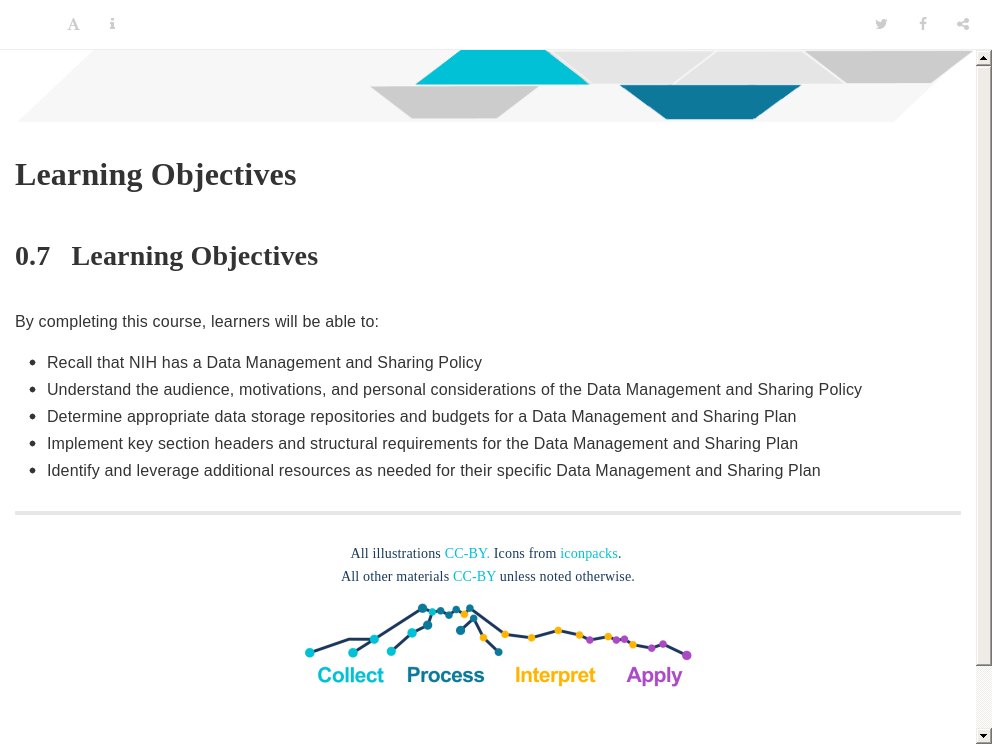 Learning Objectives
0.7 Learning Objectives
By completing this course, learners will be able to:
Recall that NIH has a Data Management and Sharing Policy
Understand the audience, motivations, and personal considerations of the Data Management and Sharing Policy
Determine appropriate data storage repositories and budgets for a Data Management and Sharing Plan
Implement key section headers and structural requirements for the Data Management and Sharing Plan
Identify and leverage additional resources as needed for their specific Data Management and Sharing Plan
All illustrations CC-BY. Icons from iconpacks.
All other materials CC-BY unless noted otherwise.
Collect Process Interpret Apply